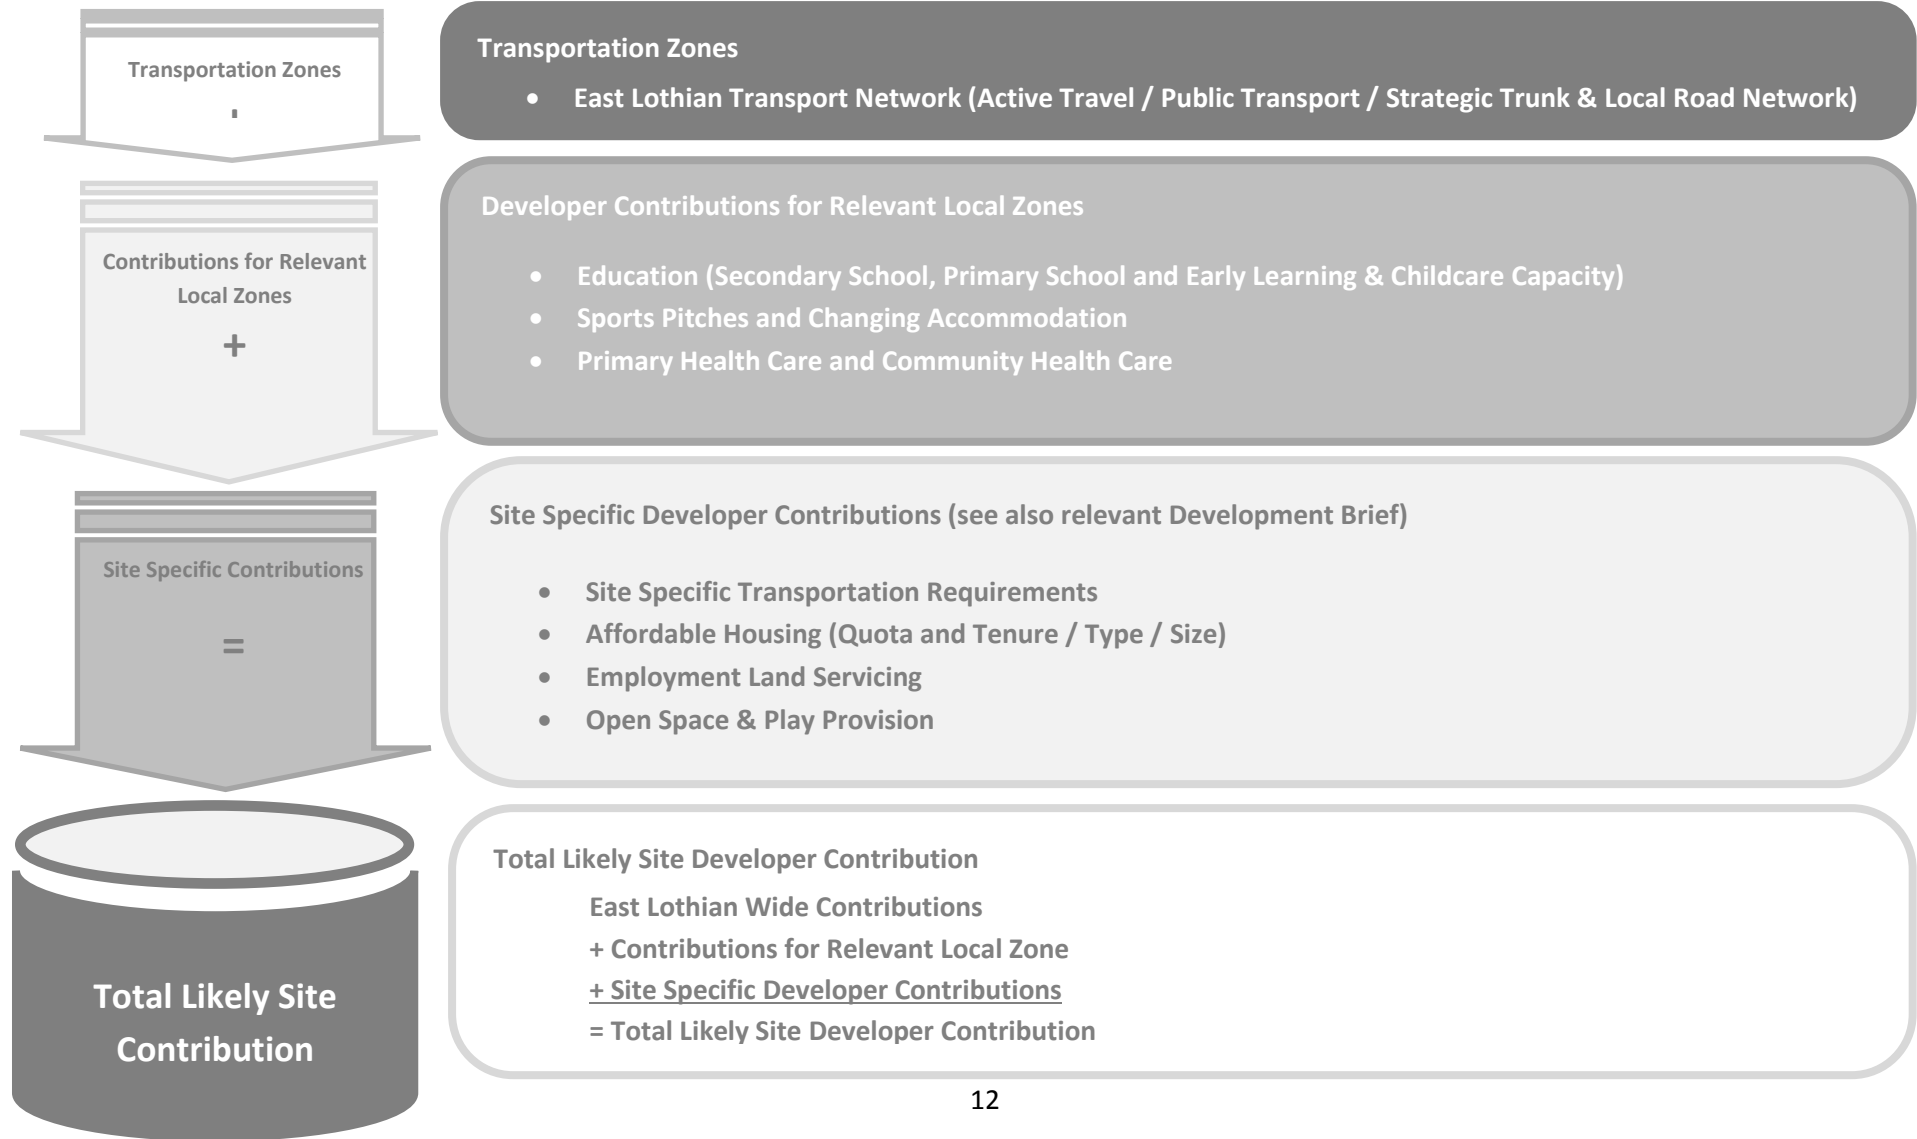 Transportation Zones
Transportation Zones
• East Lothian Transport Network (Active Travel / Public Transport / Strategic Trunk & Local Road Network)
Contributions for Relevant
Local Zones
+
Developer Contributions for Relevant Local Zones
• Education (Secondary School, Primary School and Early Learning & Childcare Capacity)
• Sports Pitches and Changing Accommodation
• Primary Health Care and Community Health Care
Site Specific Contributions
=
Site Specific Developer Contributions (see also relevant Development Brief)
• Site Specific Transportation Requirements
• Affordable Housing (Quota and Tenure / Type / Size)
• Employment Land Servicing
• Open Space & Play Provision
Total Likely Site
Contribution
Total Likely Site Developer Contribution
East Lothian Wide Contributions
+ Contributions for Relevant Local Zone
+ Site Specific Developer Contributions
= Total Likely Site Developer Contribution
12